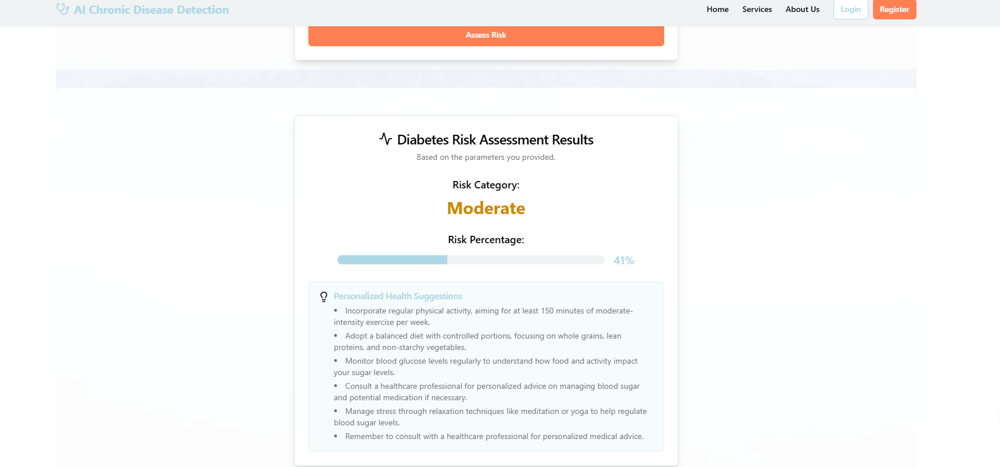 AI Chronic Disease Detection
Home
Services
About Us
Login
Register
Assess Risk
Diabetes Risk Assessment Results
Based on the parameters you provided.
Risk Category:
Moderate
Risk Percentage:
41%
Personalized Health Suggestions
• Incorporate regular physical activity, aiming for at least 150 minutes of moderate-
intensity exercise per week.
• Adopt a balanced diet with controlled portions, focusing on whole grains, lean
proteins, and non-starchy vegetables.
• Monitor blood glucose levels regularly to understand how food and activity impact
your sugar levels.
• Consult a healthcare professional for personalized advice on managing blood sugar
and potential medication if necessary.
• Manage stress through relaxation techniques like meditation or yoga to help regulate
blood sugar levels.
• Remember to consult with a healthcare professional for personalized medical advice.